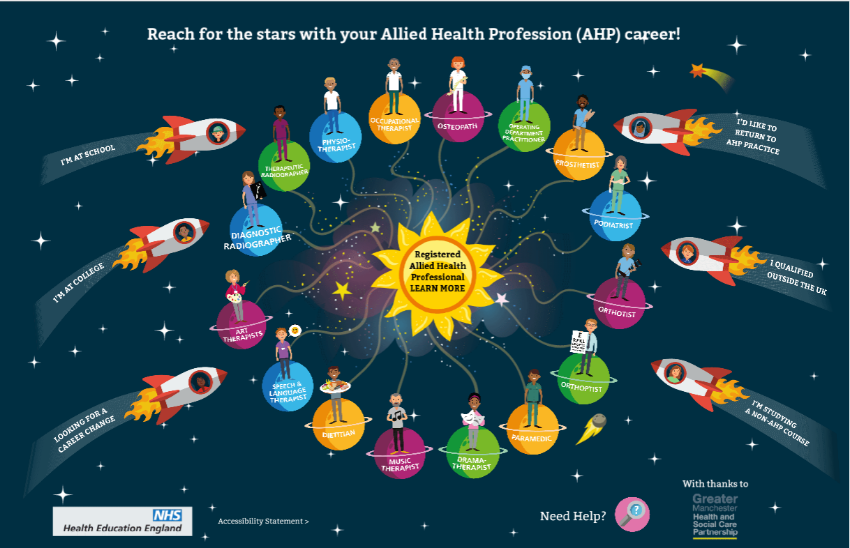 Reach for the stars with your Allied Health Profession (AHP) career!
I'M AT SCHOOL
I'M AT COLLEGE
LOOKING FOR A
CAREER CHANGE
THERAPEUTIC
RADIOGRAPHER
PHYSIO-
THERAPIST
OCCUPATIONAL
THERAPIST
OSTEOPATH
OPERATING
DEPARTMENT
PRACTITIONER
PROSTHETIST
PODIATRIST
ORTHOTIST
ORTHOPTIST
PARAMEDIC
DRAMA-
THERAPIST
MUSIC
THERAPIST
DIETITIAN
SPEECH &
LANGUAGE
THERAPIST
ART
THERAPISTS
DIAGNOSTIC
RADIOGRAPHER
Registered
Allied Health
Professional
LEARN MORE
I'D LIKE TO
RETURN TO
AHP PRACTICE
I QUALIFIED
OUTSIDE THE UK
I'M STUDYING
A NON-AHP COURSE
NHS
Health Education England
Accessibility Statement >
Need Help?
?
With thanks to
Greater
Manchester
Health and
Social Care
Partnership